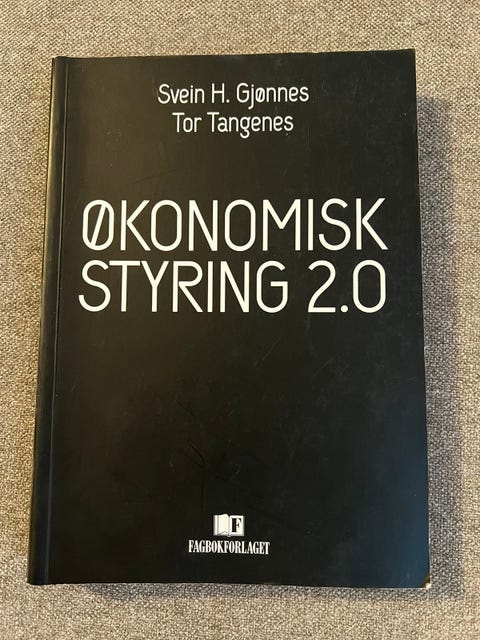 Svein H. Gjønnes
Tor Tangenes
ØKONOMISK
STYRING 2.0
F
FAGBOKFORLAGET